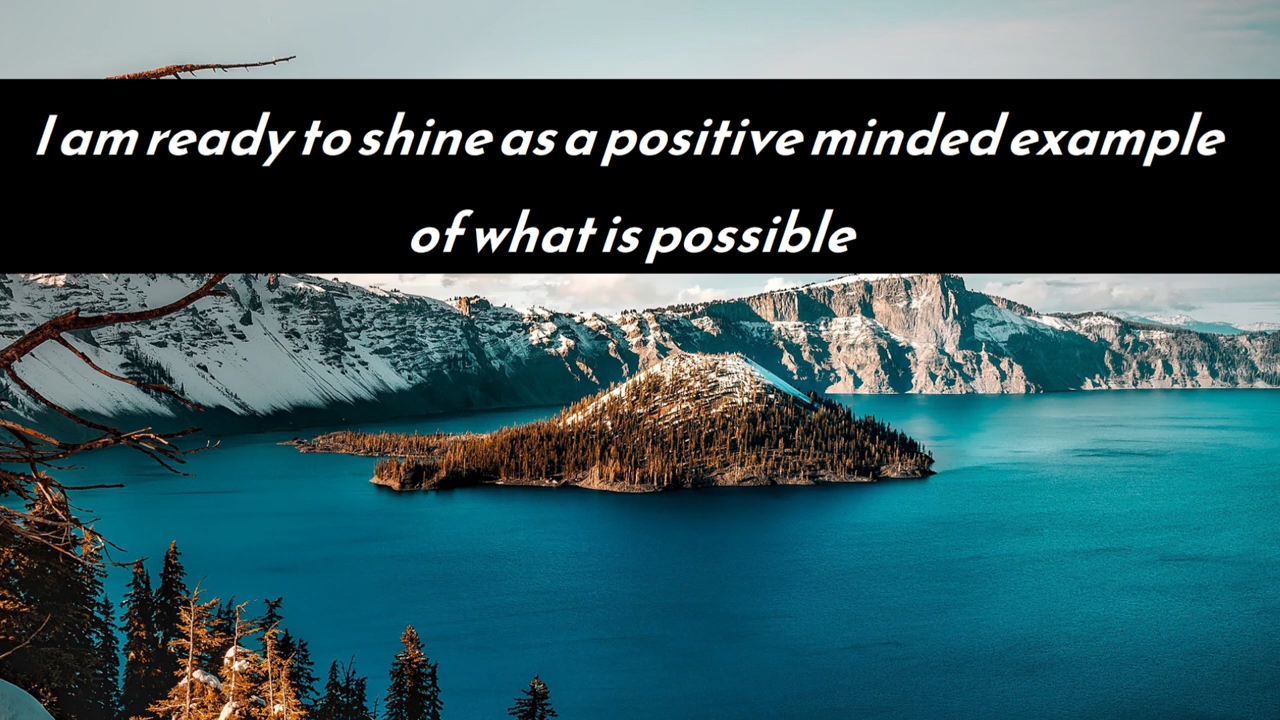 I am ready to shine as a positive minded example
of what is possible